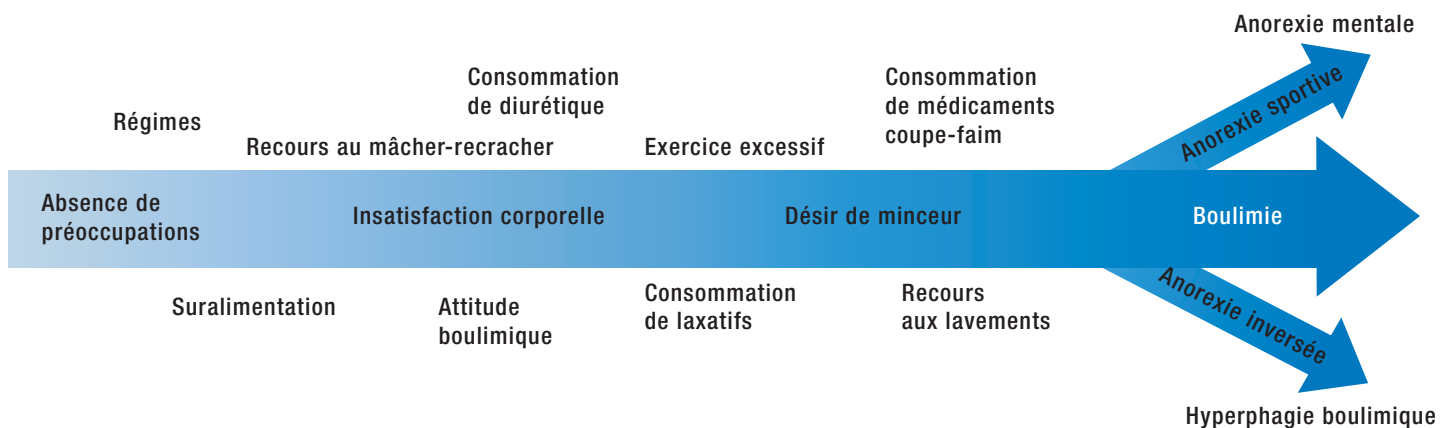 Anorexie mentale
Consommation
de diurétique
Consommation
de médicaments
coupe-faim
Anorexie sportive
Régimes
Recours au mâcher-recracher
Exercice excessif
Absence de
préoccupations
Insatisfaction corporelle
Désir de minceur
Boulimie
Suralimentation
Attitude
boulimique
Consommation
de laxatifs
Recours
aux lavements
Anorexie inversée
Hyperphagie boulimique